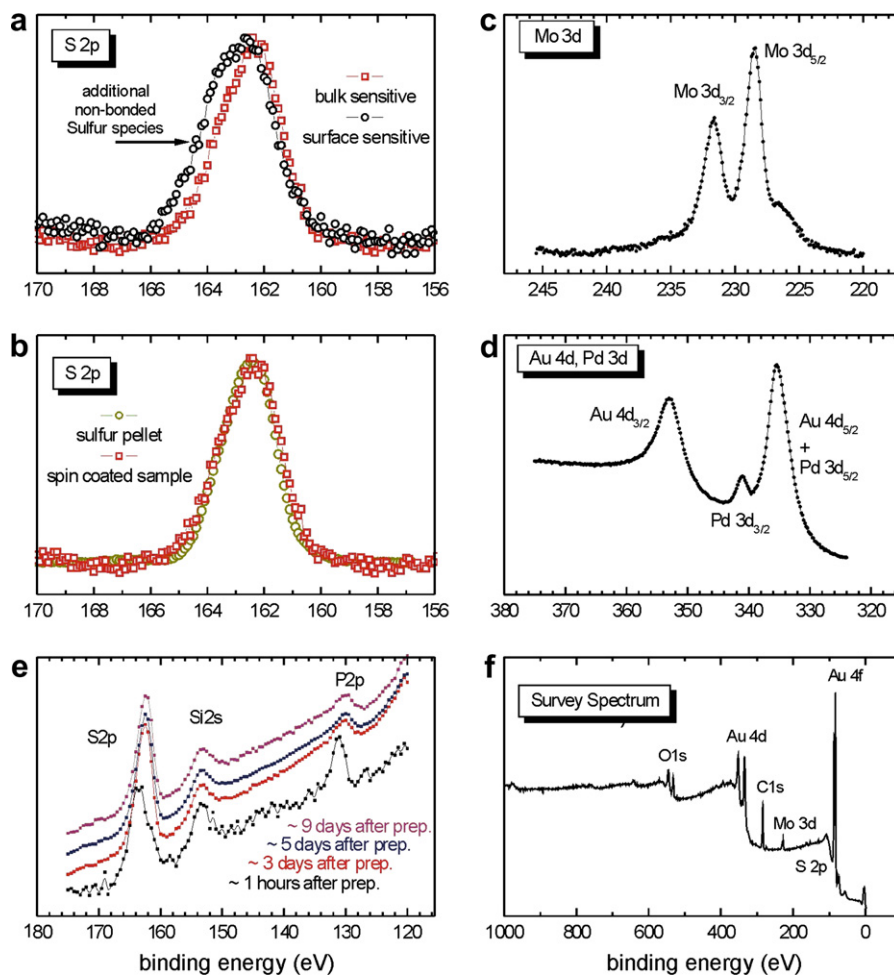 a
S 2p
additional
non-bonded
Sulfur species
bulk sensitive
surface sensitive
170 168 166 164 162 160 158 156
c
Mo 3d
Mo 3d5/2
Mo 3d3/2
245 240 235 230 225 220
b
S 2p
sulfur pellet
spin coated sample
170 168 166 164 162 160 158 156
d
Au 4d, Pd 3d
Au 4d3/2
Au 4d5/2
+
Pd 3d5/2
Pd 3d3/2
380 370 360 350 340 330 320
e
S2p
Si2s
P2p
~ 9 days after prep.
~ 5 days after prep.
~ 3 days after prep.
~ 1 hours after prep.
180 170 160 150 140 130 120
binding energy (eV)
f
Survey Spectrum
Au 4f
Au 4d
O1s
C1s
Mo 3d
S 2p
1000 800 600 400 200 0
binding energy (eV)